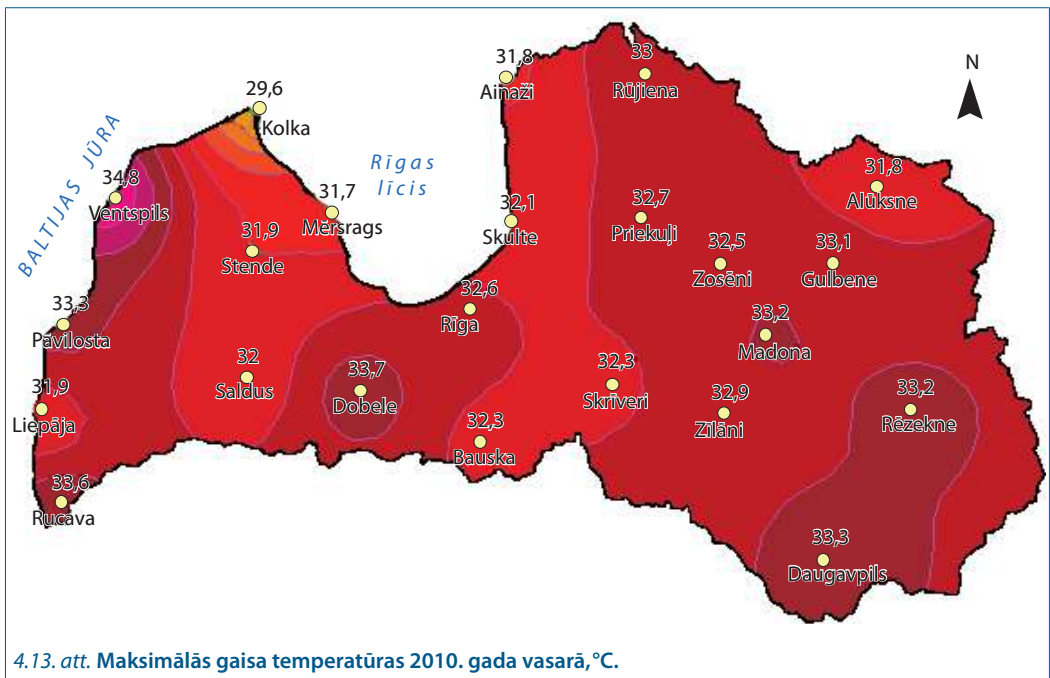 31,8
Ainaži
33
Rūjiena
N
29,6
Kolka
BALTIJAS JŪRA
Rīgas
līcis
34,8
Ventspils
31,7
Mērsrags
31,8
Alūksne
32,1
Skulte
32,7
Priekuļi
31,9
Stende
32,5
Zosēni
33,1
Gulbene
33,3
Pāvilosta
32,6
Rīga
33,2
Madona
32
Saldus
33,7
Dobele
32,3
Skrīveri
31,9
Liepāja
32,9
Zīlāni
33,2
Rēzekne
32,3
Bauska
33,6
Rucava
33,3
Daugavpils
4.13. att. Maksimālās gaisa temperatūras 2010. gada vasarā,°C.